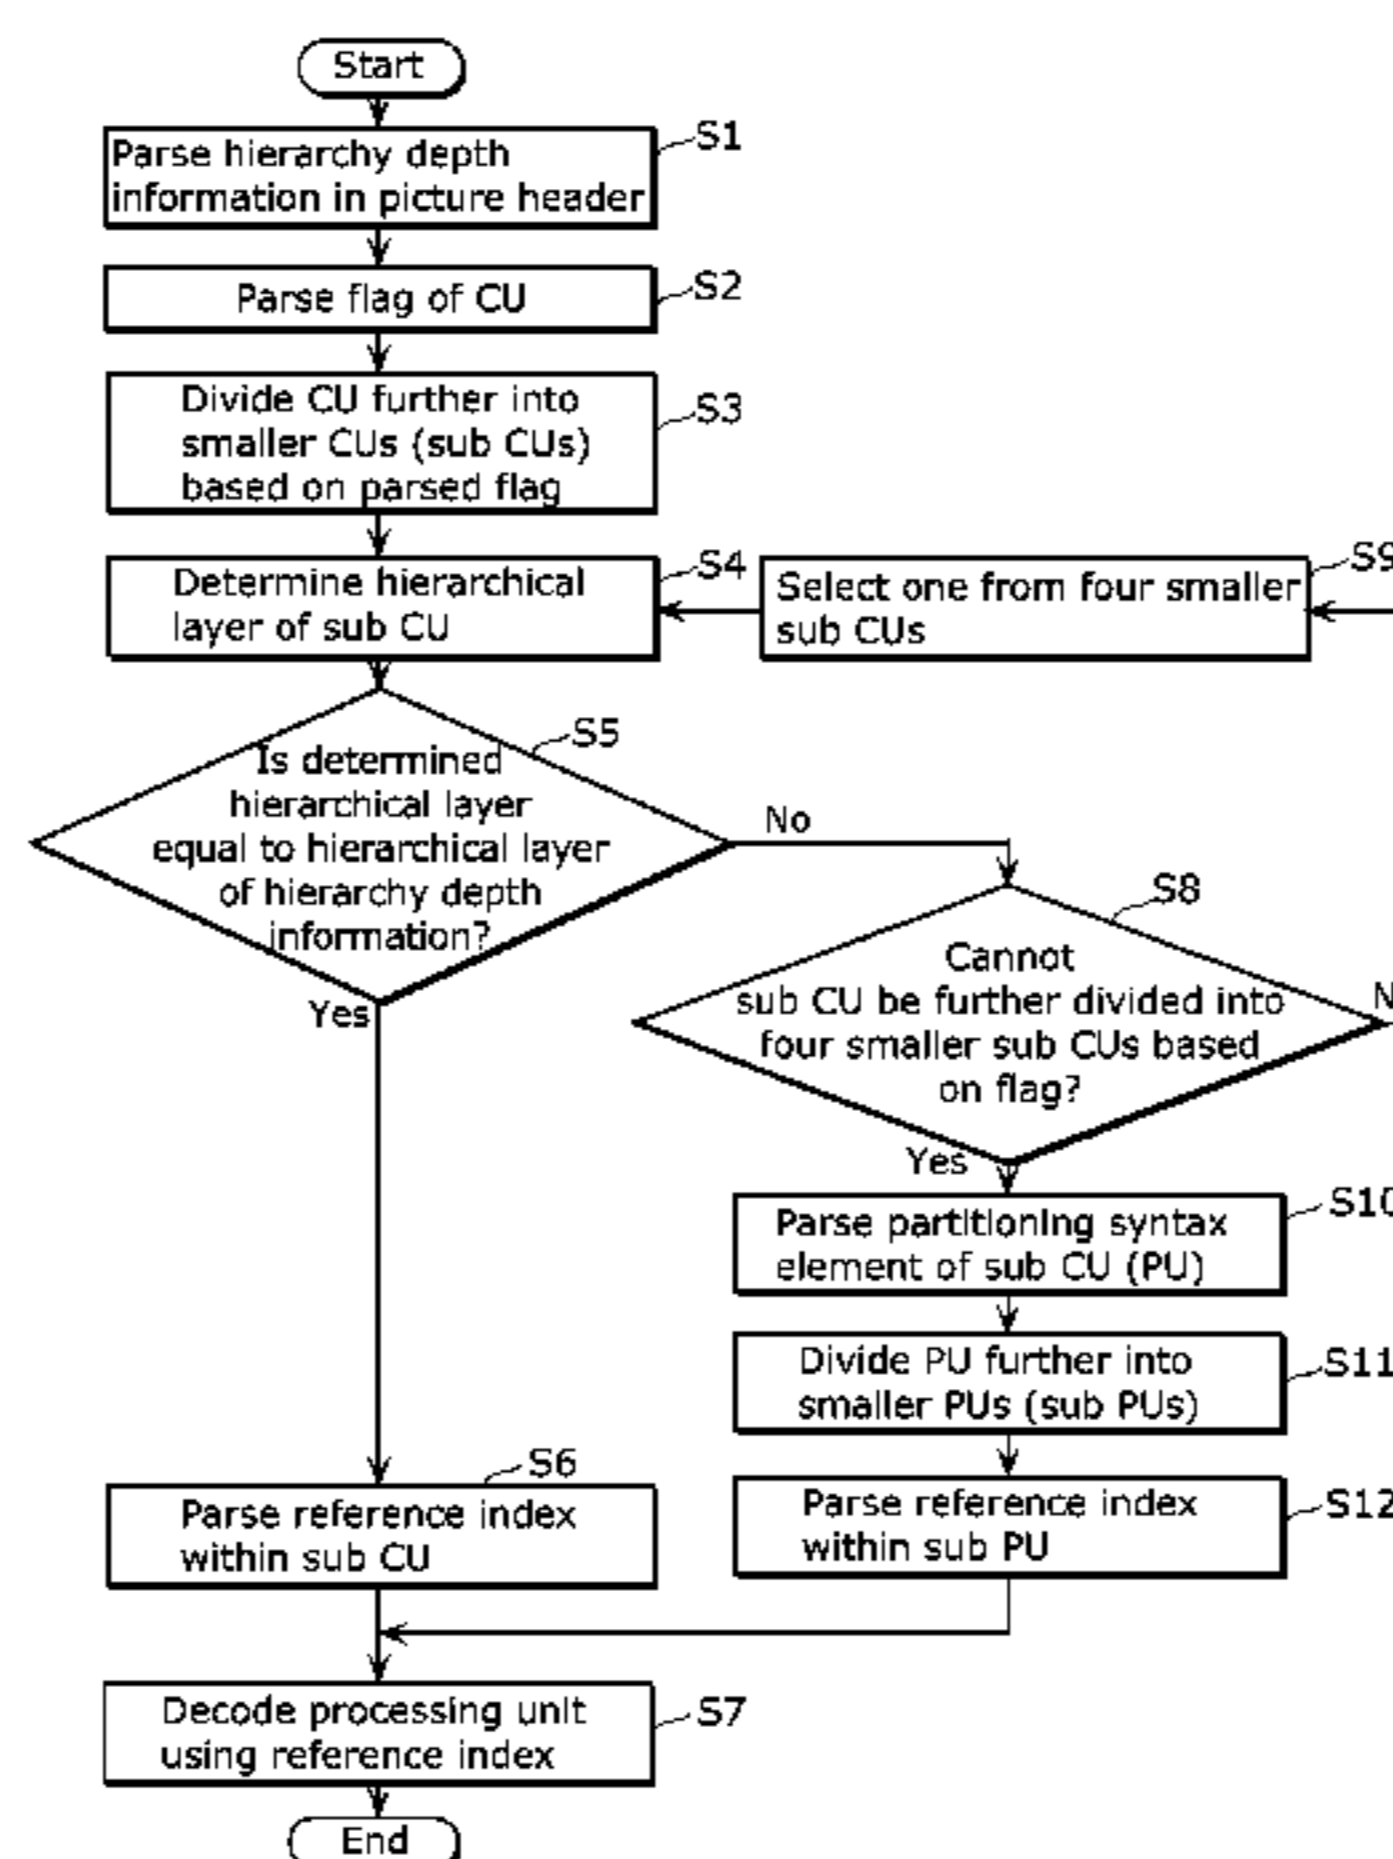 Start
Parse hierarchy depth
information in picture header
S1
Parse flag of CU
S2
Divide CU further into
smaller CUs (sub CUs)
based on parsed flag
S3
Determine hierarchical
layer of sub CU
S4
Select one from four smaller
sub CUs
S9
Is determined
hierarchical layer
equal to hierarchical layer
of hierarchy depth
information?
S5
No
Yes
Cannot
sub CU be further divided into
four smaller sub CUs based
on flag?
S8
N
Yes
Parse partitioning syntax
element of sub CU (PU)
S10
Divide PU further into
smaller PUs (sub PUs)
S11
Parse reference index
within sub CU
S6
Parse reference index
within sub PU
S12
Decode processing unit
using reference index
S7
End